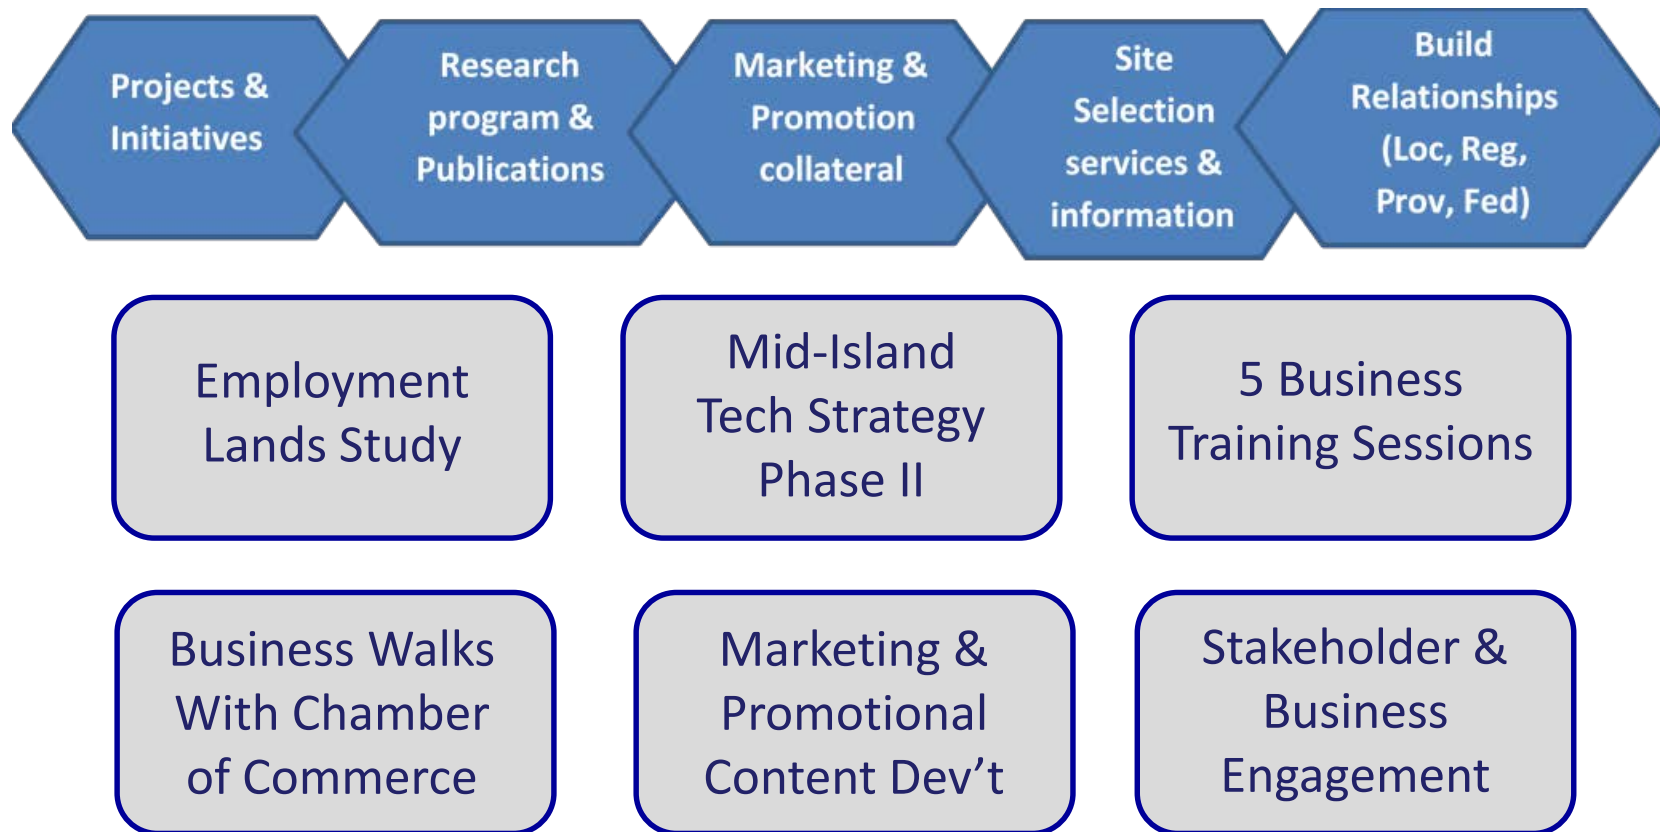 Projects &
Initiatives
Research
program &
Publications
Marketing &
Promotion
collateral
Site
Selection
services &
information
Build
Relationships
(Loc, Reg,
Prov, Fed)
Employment
Lands Study
Mid-Island
Tech Strategy
Phase II
5 Business
Training Sessions
Business Walks
With Chamber
of Commerce
Marketing &
Promotional
Content Dev’t
Stakeholder &
Business
Engagement